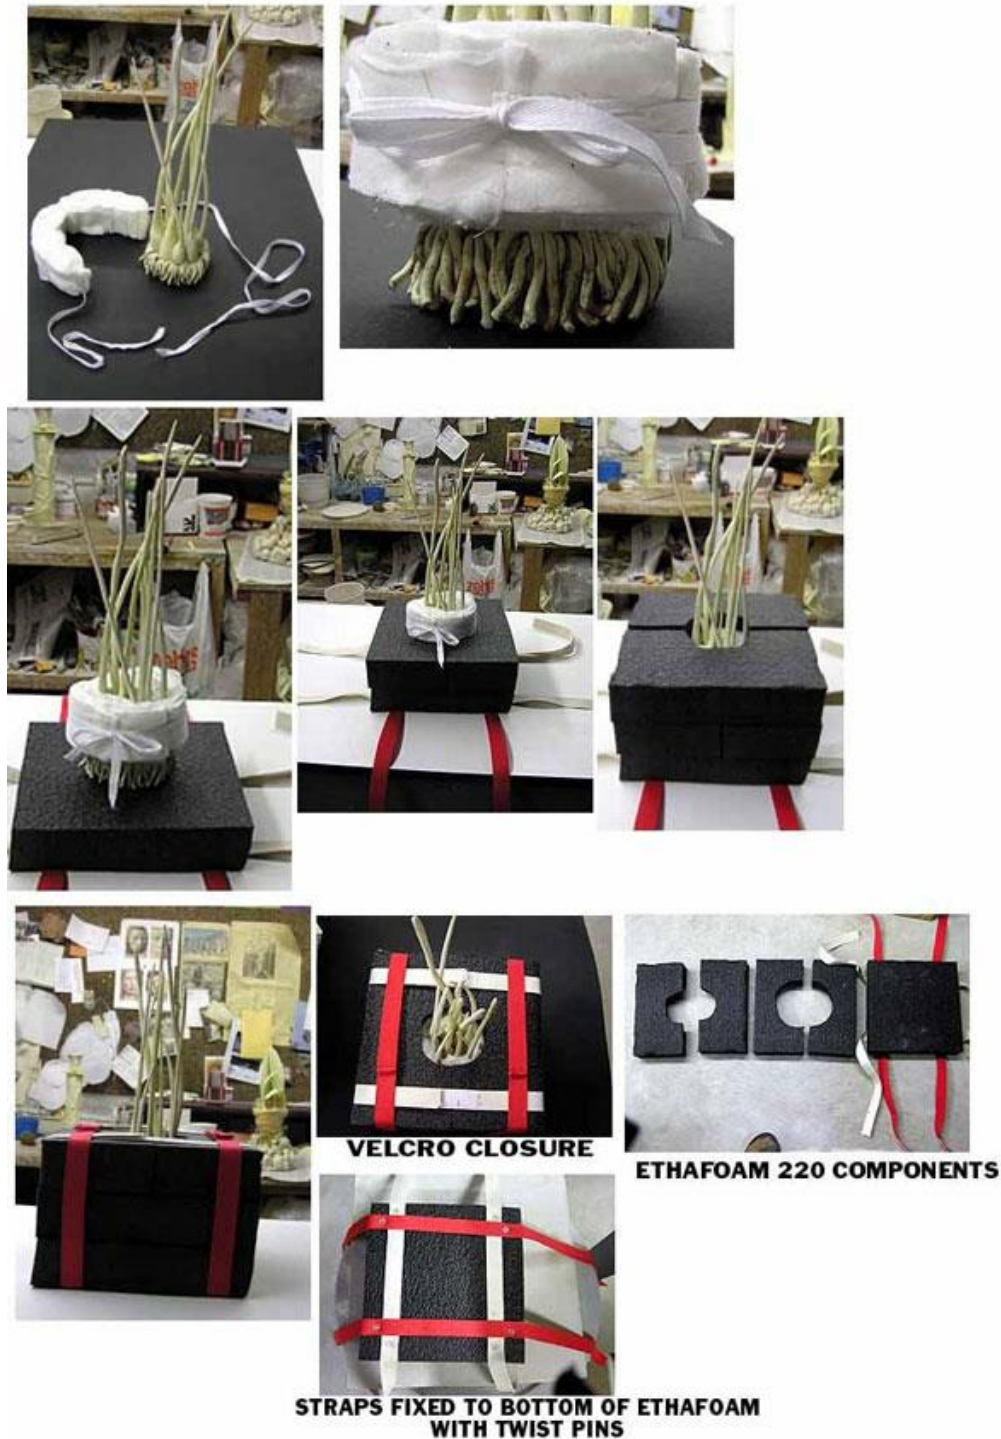 VELCRO CLOSURE
ETHAFOAM 220 COMPONENTS
STRAPS FIXED TO BOTTOM OF ETHAFOAM
WITH TWIST PINS